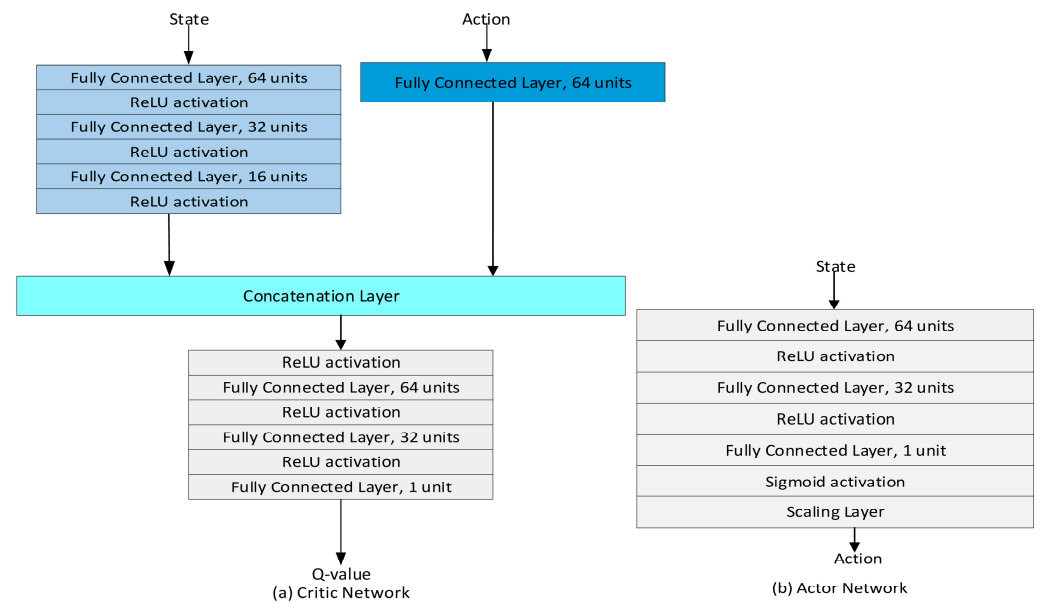 State
Fully Connected Layer, 64 units
ReLU activation
Fully Connected Layer, 32 units
ReLU activation
Fully Connected Layer, 16 units
ReLU activation
Action
Fully Connected Layer, 64 units
Concatenation Layer
ReLU activation
Fully Connected Layer, 64 units
ReLU activation
Fully Connected Layer, 32 units
ReLU activation
Fully Connected Layer, 1 unit
Q-value
(a) Critic Network
State
Fully Connected Layer, 64 units
ReLU activation
Fully Connected Layer, 32 units
ReLU activation
Fully Connected Layer, 1 unit
Sigmoid activation
Scaling Layer
Action
(b) Actor Network